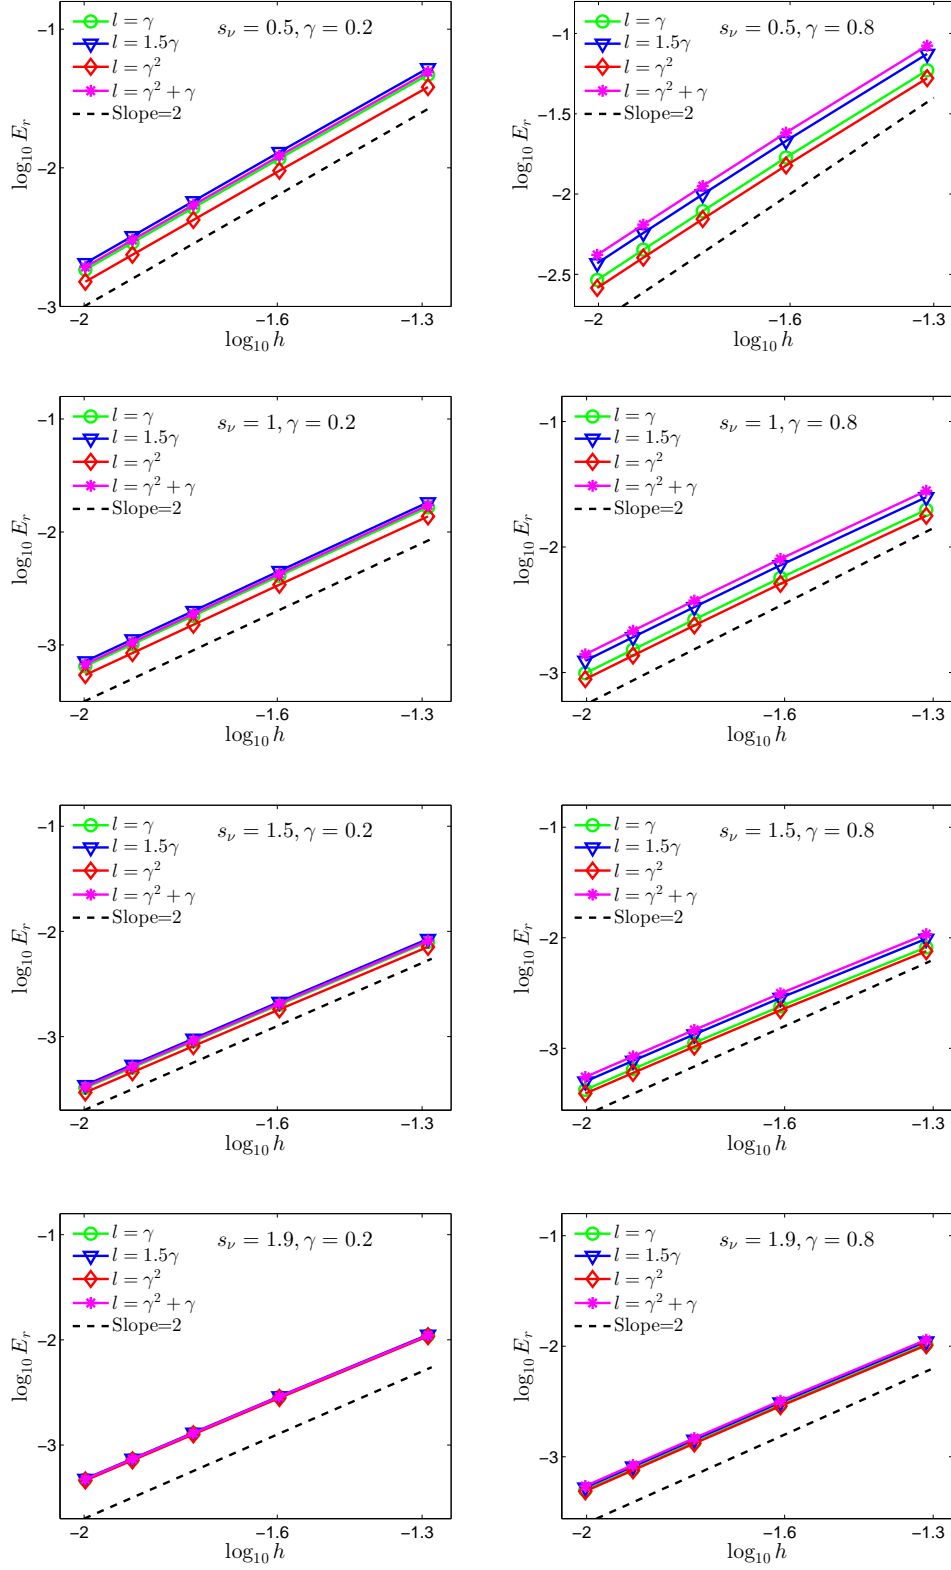 −1
−2
−3
−2
−1.6
−1.3
log₁₀ E_r
log₁₀ h
l = γ
l = 1.5γ
l = γ²
l = γ² + γ
Slope=2
s_ν = 0.5, γ = 0.2
−1
−1.5
−2
−2.5
−2
−1.6
−1.3
log₁₀ E_r
log₁₀ h
l = γ
l = 1.5γ
l = γ²
l = γ² + γ
Slope=2
s_ν = 0.5, γ = 0.8
−1
−2
−3
−2
−1.6
−1.3
log₁₀ E_r
log₁₀ h
l = γ
l = 1.5γ
l = γ²
l = γ² + γ
Slope=2
s_ν = 1, γ = 0.2
−1
−2
−3
−2
−1.6
−1.3
log₁₀ E_r
log₁₀ h
l = γ
l = 1.5γ
l = γ²
l = γ² + γ
Slope=2
s_ν = 1, γ = 0.8
−1
−2
−3
−2
−1.6
−1.3
log₁₀ E_r
log₁₀ h
l = γ
l = 1.5γ
l = γ²
l = γ² + γ
Slope=2
s_ν = 1.5, γ = 0.2
−1
−2
−3
−2
−1.6
−1.3
log₁₀ E_r
log₁₀ h
l = γ
l = 1.5γ
l = γ²
l = γ² + γ
Slope=2
s_ν = 1.5, γ = 0.8
−1
−2
−3
−2
−1.6
−1.3
log₁₀ E_r
log₁₀ h
l = γ
l = 1.5γ
l = γ²
l = γ² + γ
Slope=2
s_ν = 1.9, γ = 0.2
−1
−2
−3
−2
−1.6
−1.3
log₁₀ E_r
log₁₀ h
l = γ
l = 1.5γ
l = γ²
l = γ² + γ
Slope=2
s_ν = 1.9, γ = 0.8